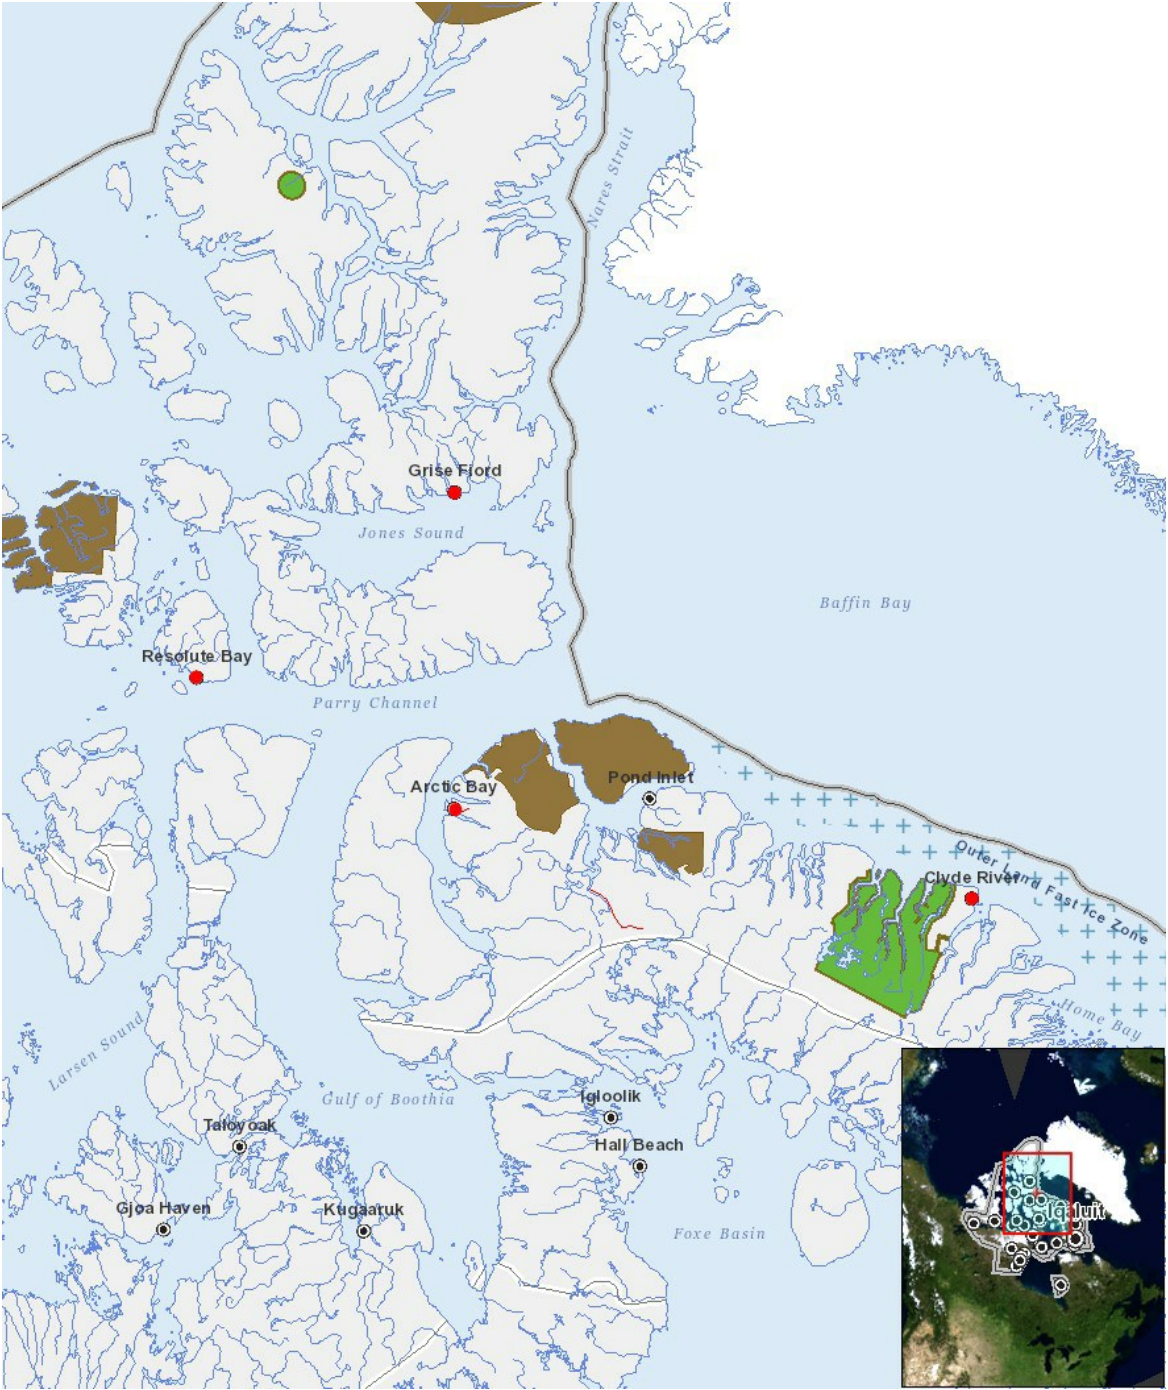 Nares Strait
Grise Fiord
Jones Sound
Baffin Bay
Resolute Bay
Parry Channel
Pond Inlet
Arctic Bay
Outer Land Fast Ice Zone
Clyde River
Home Bay
Larsen Sound
Gulf of Boothia
Igloolik
Taloyoak
Hall Beach
Gjoa Haven
Kugaaruk
Foxe Basin
Iqaluit